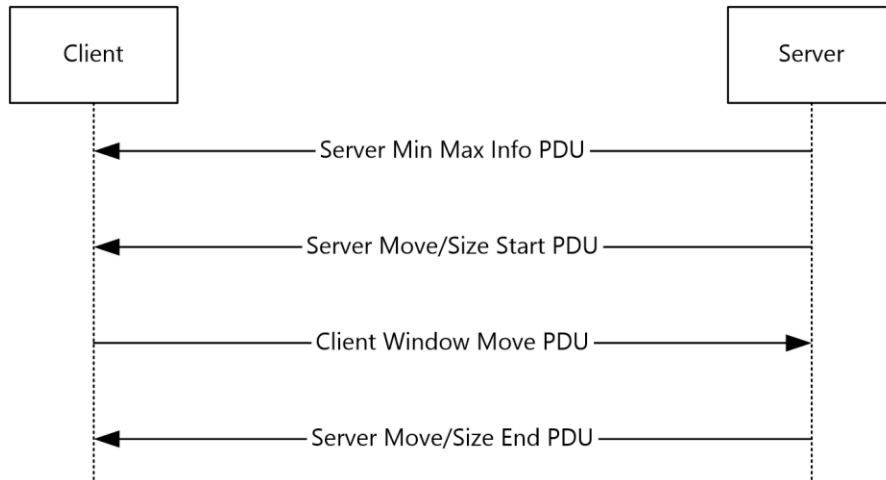 Client
Server
Server Min Max Info PDU
Server Move/Size Start PDU
Client Window Move PDU
Server Move/Size End PDU